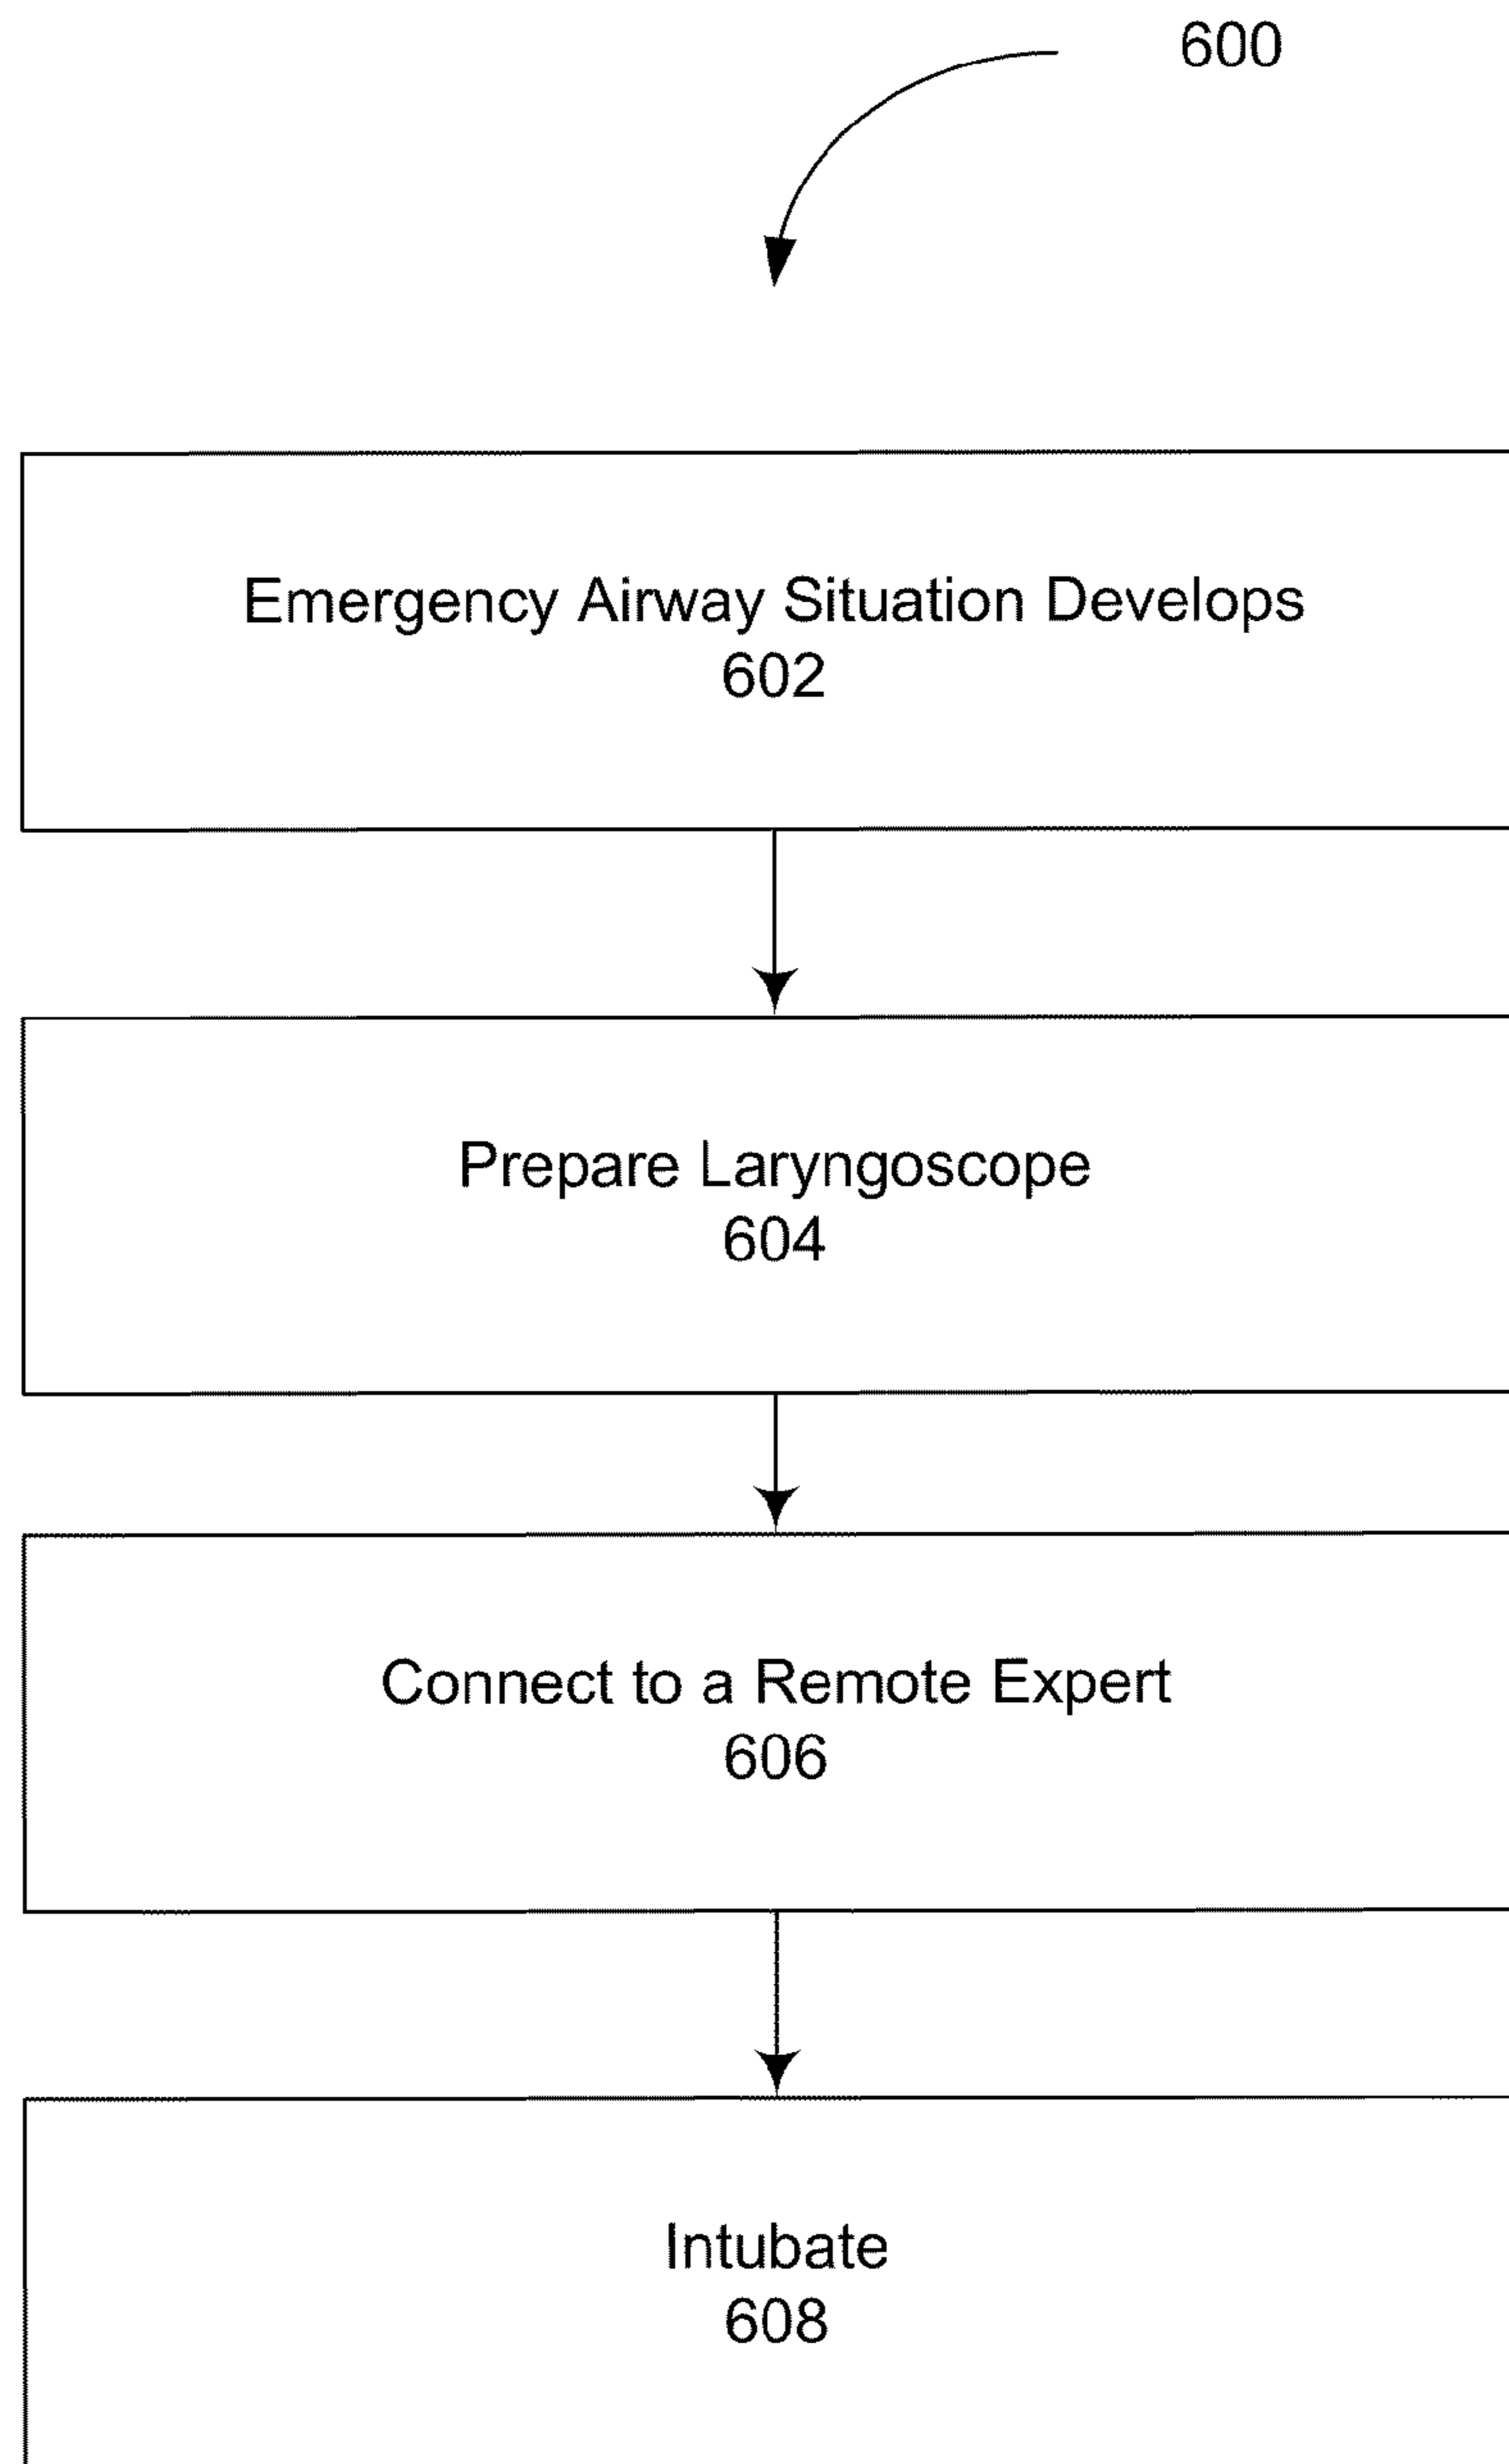 600
Emergency Airway Situation Develops
602
Prepare Laryngoscope
604
Connect to a Remote Expert
606
Intubate
608